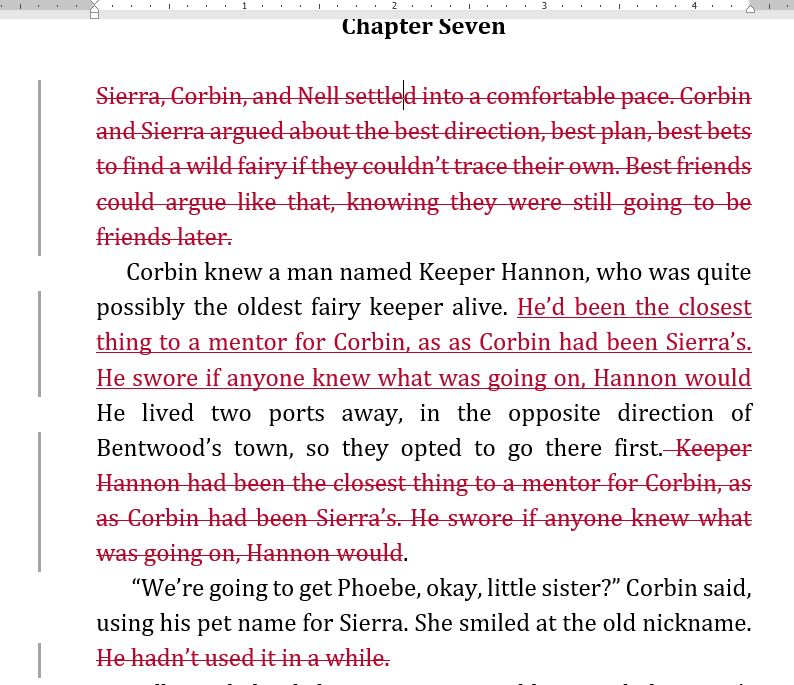 1 2 3 4
Chapter Seven
Sierra, Corbin, and Nell settled into a comfortable pace. Corbin
and Sierra argued about the best direction, best plan, best bets
to find a wild fairy if they couldn’t trace their own. Best friends
could argue like that, knowing they were still going to be
friends later.
Corbin knew a man named Keeper Hannon, who was quite
possibly the oldest fairy keeper alive. He’d been the closest
thing to a mentor for Corbin, as as Corbin had been Sierra’s.
He swore if anyone knew what was going on, Hannon would
He lived two ports away, in the opposite direction of
Bentwood’s town, so they opted to go there first. Keeper
Hannon had been the closest thing to a mentor for Corbin, as
as Corbin had been Sierra’s. He swore if anyone knew what
was going on, Hannon would.
“We’re going to get Phoebe, okay, little sister?” Corbin said,
using his pet name for Sierra. She smiled at the old nickname.
He hadn’t used it in a while.